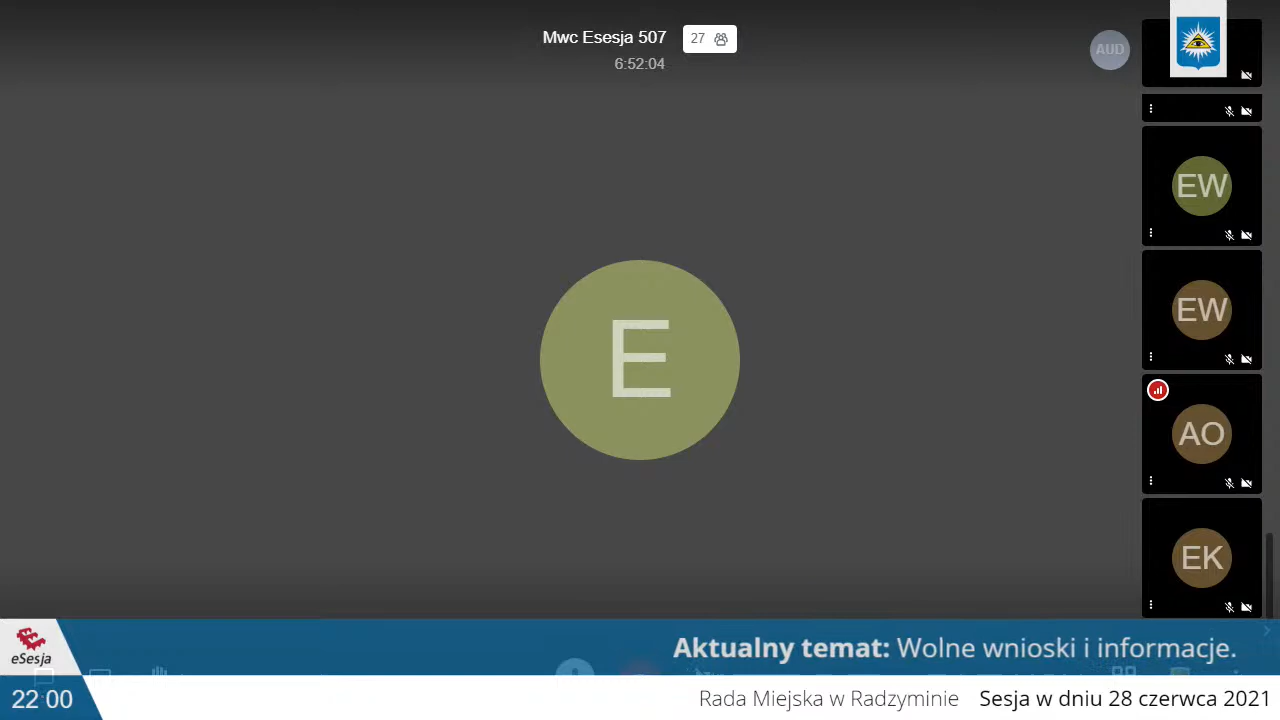 Mwc Esesja 507
27
6:52:04
AUD
EW
EW
E
AO
EK
Aktualny temat: Wolne wnioski i informacje.
eSesja
22:00
Rada Miejska w Radzyminie Sesja w dniu 28 czerwca 2021